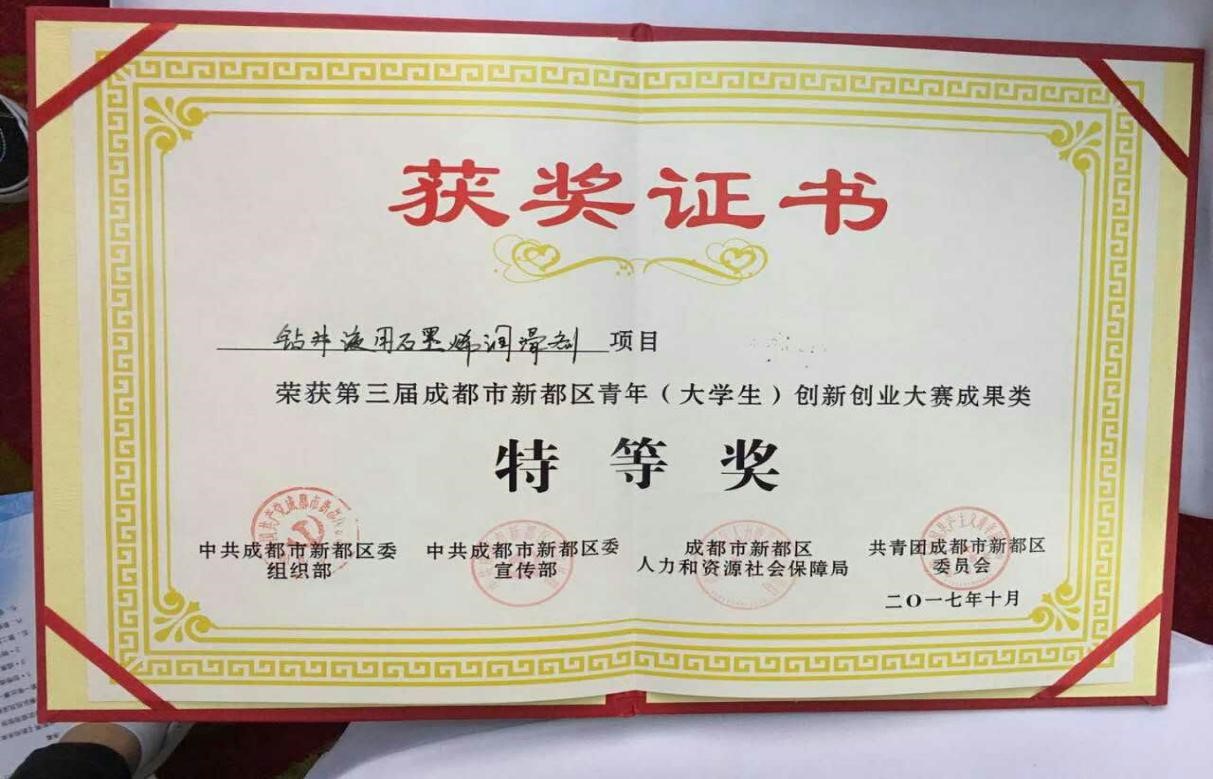 获奖证书
钻井液用石墨烯润滑剂 项目
荣获第三届成都市新都区青年（大学生）创新创业大赛成果类
特等奖
中共成都市新都区委
组织部
中共成都市新都区委
宣传部
成都市新都区
人力和资源社会保障局
共青团成都市新都区
委员会
二〇一七年十月